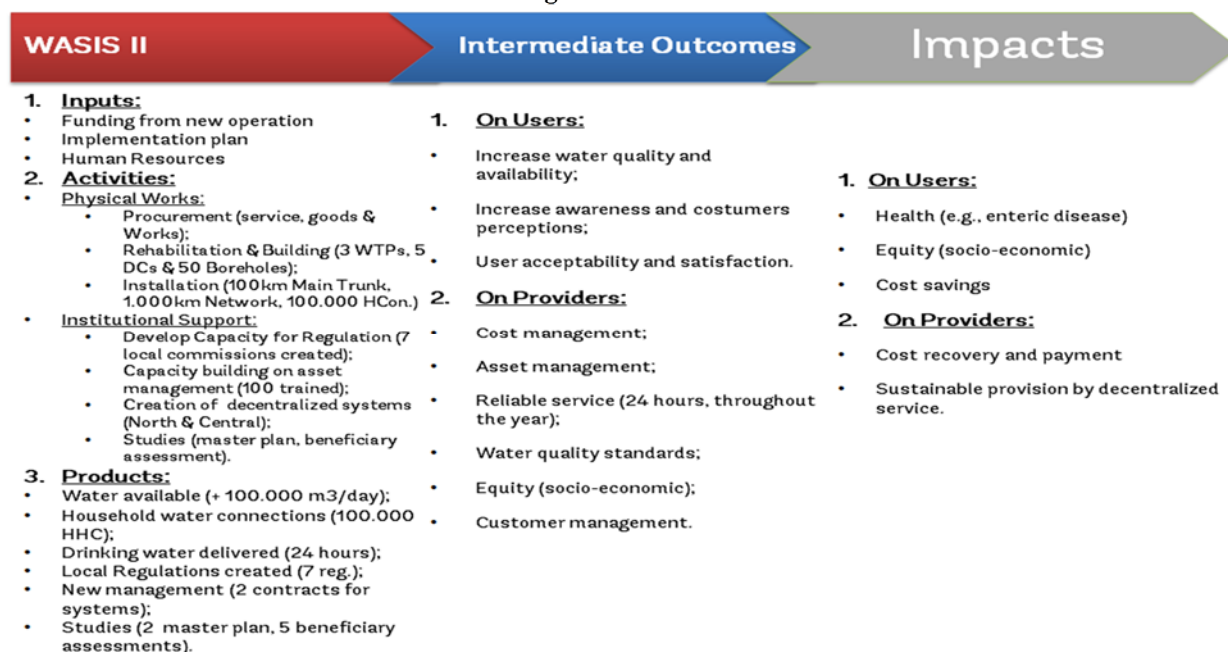 WASIS II
Intermediate Outcomes
Impacts
1. Inputs:
• Funding from new operation
• Implementation plan
• Human Resources
2. Activities:
• Physical Works:
• Procurement (service, goods &
Works);
• Rehabilitation & Building (3 WTPs, 5
DCs & 50 Boreholes);
• Installation (100km Main Trunk,
1.000km Network, 100.000 HCon.)
• Institutional Support:
• Develop Capacity for Regulation (7
local commissions created);
• Capacity building on asset
management (100 trained);
• Creation of decentralized systems
(North & Central);
• Studies (master plan, beneficiary
assessment).
3. Products:
• Water available (+ 100.000 m3/day);
• Household water connections (100.000
HHC);
• Drinking water delivered (24 hours);
• Local Regulations created (7 reg.);
• New management (2 contracts for
systems);
• Studies (2 master plan, 5 beneficiary
assessments).
1. On Users:
• Increase water quality and
availability;
• Increase awareness and costumers
perceptions;
• User acceptability and satisfaction.
2. On Providers:
• Cost management;
• Asset management;
• Reliable service (24 hours, throughout
the year);
• Water quality standards;
• Equity (socio-economic);
• Customer management.
1. On Users:
• Health (e.g., enteric disease)
• Equity (socio-economic)
• Cost savings
2. On Providers:
• Cost recovery and payment
• Sustainable provision by decentralized
service.